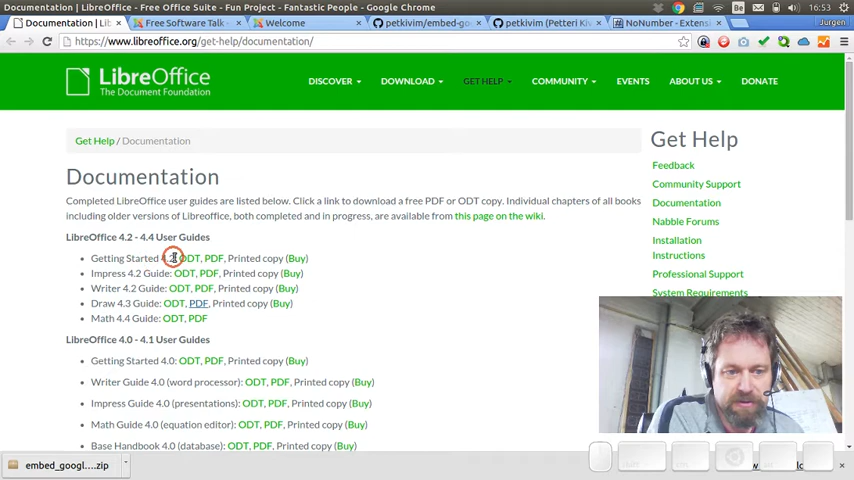 Documentation | LibreOffice - Free Office Suite - Fun Project - Fantastic People - Google Chrome
Be
16:53
Documentation | Li
Free Software Talk -
Welcome
petkivim/embed-go
petkivim (Petteri Kiv
NoNumber - Extens
Jurgen
https://www.libreoffice.org/get-help/documentation/
LibreOffice
The Document Foundation
DISCOVER
DOWNLOAD
GET HELP
COMMUNITY
EVENTS
ABOUT US
DONATE
Get Help / Documentation
Get Help
Feedback
Community Support
Documentation
Nabble Forums
Installation
Instructions
Professional Support
System Requirements
Documentation
Completed LibreOffice user guides are listed below. Click a link to download a free PDF or ODT copy. Individual chapters of all books
including older versions of Libreoffice, both completed and in progress, are available from this page on the wiki.
LibreOffice 4.2 - 4.4 User Guides
Getting Started 4.2: ODT, PDF, Printed copy (Buy)
Impress 4.2 Guide: ODT, PDF, Printed copy (Buy)
Writer 4.2 Guide: ODT, PDF, Printed copy (Buy)
Draw 4.3 Guide: ODT, PDF, Printed copy (Buy)
Math 4.4 Guide: ODT, PDF
LibreOffice 4.0 - 4.1 User Guides
Getting Started 4.0: ODT, PDF, Printed copy (Buy)
Writer Guide 4.0 (word processor): ODT, PDF, Printed copy (Buy)
Impress Guide 4.0 (presentations): ODT, PDF, Printed copy (Buy)
Math Guide 4.0 (equation editor): ODT, PDF, Printed copy (Buy)
Base Handbook 4.0 (database): ODT, PDF, Printed copy (Buy)
embed_googl....zip